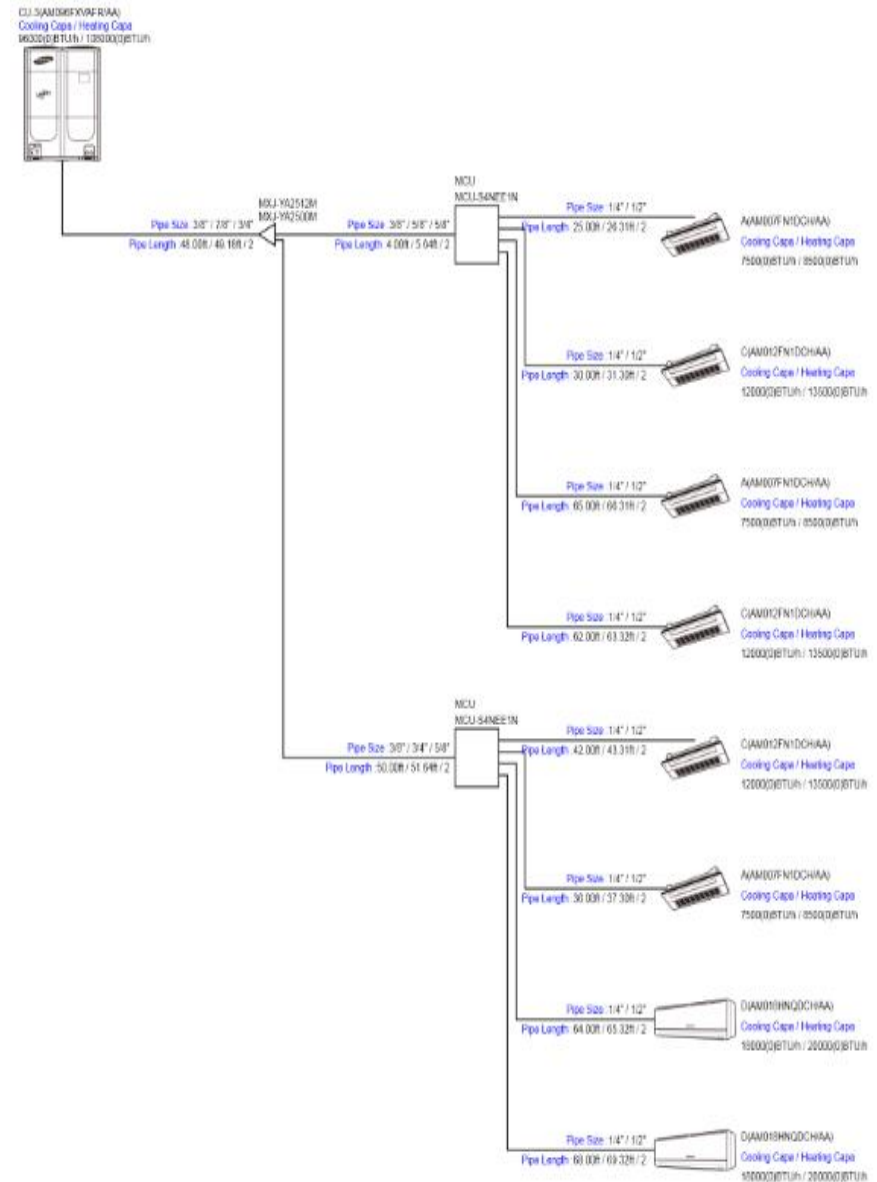 CU.3(AM096FXVAFR/AA)
Cooling Capa / Heating Capa
96000(0)BTU/h / 108000(0)BTU/h
MXJ-YA2512M
MXJ-YA2500M
Pipe Size :3/8" / 7/8" / 3/4"
Pipe Length :48.00ft / 49.18ft / 2
Pipe Size :3/8" / 5/8" / 5/8"
Pipe Length :4.00ft / 5.64ft / 2
MCU
MCU-S4NEE1N
Pipe Size :1/4" / 1/2"
Pipe Length :25.00ft / 26.31ft / 2
A(AM007FN1DCH/AA)
Cooling Capa / Heating Capa
7500(0)BTU/h / 8500(0)BTU/h
Pipe Size :1/4" / 1/2"
Pipe Length :30.00ft / 31.30ft / 2
C(AM012FN1DCH/AA)
Cooling Capa / Heating Capa
12000(0)BTU/h / 13500(0)BTU/h
Pipe Size :1/4" / 1/2"
Pipe Length :65.00ft / 66.31ft / 2
A(AM007FN1DCH/AA)
Cooling Capa / Heating Capa
7500(0)BTU/h / 8500(0)BTU/h
Pipe Size :1/4" / 1/2"
Pipe Length :62.00ft / 63.32ft / 2
C(AM012FN1DCH/AA)
Cooling Capa / Heating Capa
12000(0)BTU/h / 13500(0)BTU/h
Pipe Size :3/8" / 3/4" / 5/8"
Pipe Length :50.00ft / 51.64ft / 2
MCU
MCU-S4NEE1N
Pipe Size :1/4" / 1/2"
Pipe Length :42.00ft / 43.31ft / 2
C(AM012FN1DCH/AA)
Cooling Capa / Heating Capa
12000(0)BTU/h / 13500(0)BTU/h
Pipe Size :1/4" / 1/2"
Pipe Length :36.00ft / 37.30ft / 2
A(AM007FN1DCH/AA)
Cooling Capa / Heating Capa
7500(0)BTU/h / 8500(0)BTU/h
Pipe Size :1/4" / 1/2"
Pipe Length :64.00ft / 65.32ft / 2
D(AM018HNQDCH/AA)
Cooling Capa / Heating Capa
18000(0)BTU/h / 20000(0)BTU/h
Pipe Size :1/4" / 1/2"
Pipe Length :68.00ft / 69.32ft / 2
D(AM018HNQDCH/AA)
Cooling Capa / Heating Capa
18000(0)BTU/h / 20000(0)BTU/h